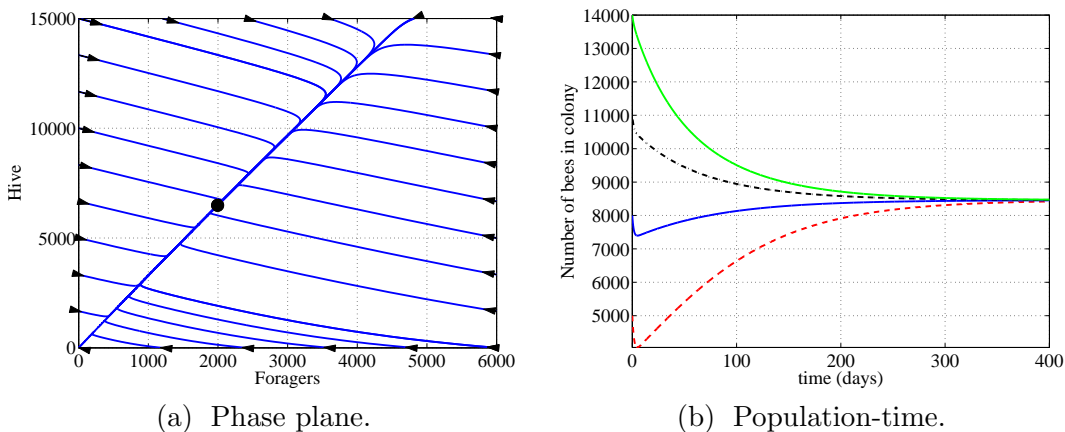 15000
10000
5000
0
Hive
0 1000 2000 3000 4000 5000 6000
Foragers
(a) Phase plane.
14000
13000
12000
11000
10000
9000
8000
7000
6000
5000
Number of bees in colony
0 100 200 300 400
time (days)
(b) Population-time.